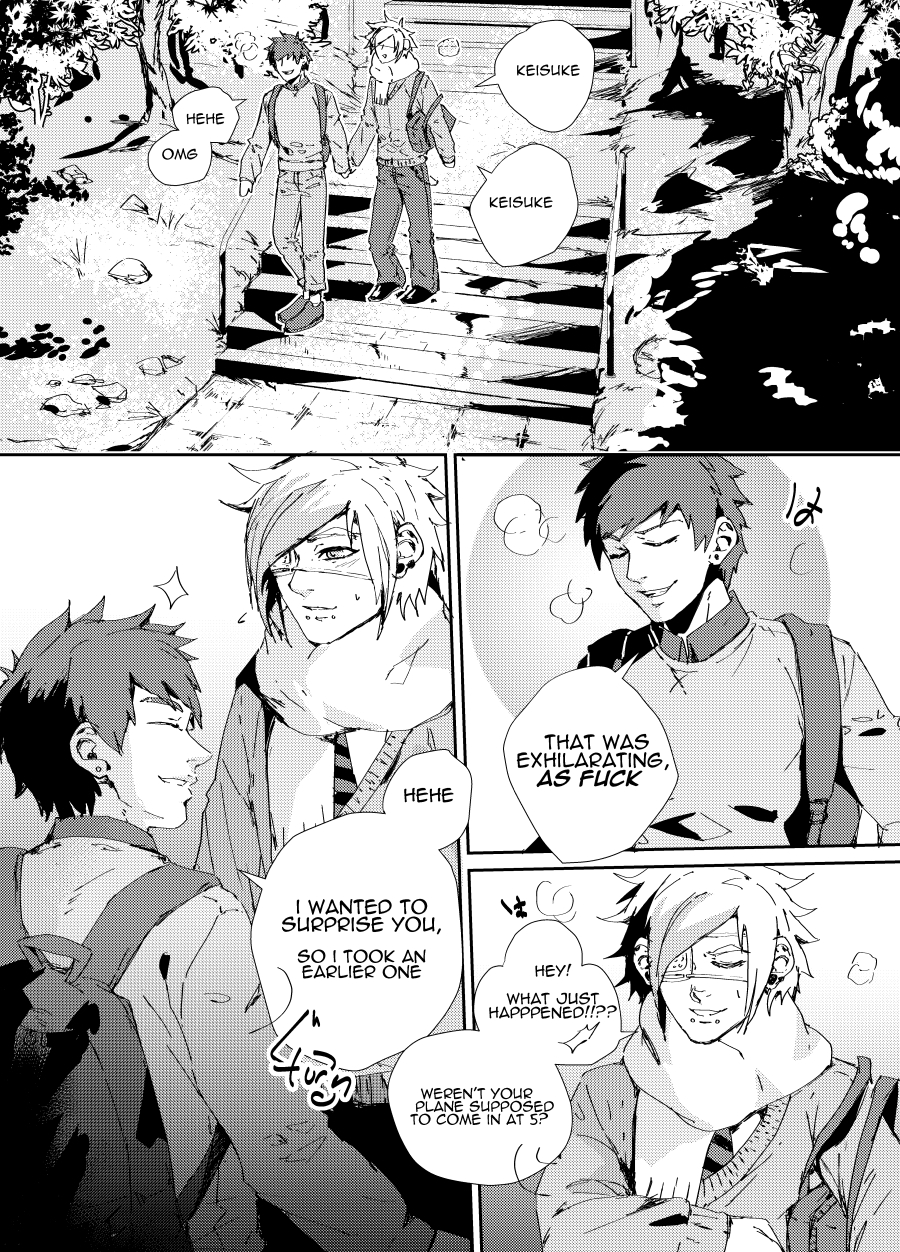 KEISUKE
KEISUKE
HEHE
OMG
THAT WAS
EXHILARATING,
AS FUCK
HEY!
WHAT JUST
HAPPPENED!!??
WEREN'T YOUR
PLANE SUPPOSED
TO COME IN AT 5?
HEHE
I WANTED TO
SURPRISE YOU,
SO I TOOK AN
EARLIER ONE
turn
は